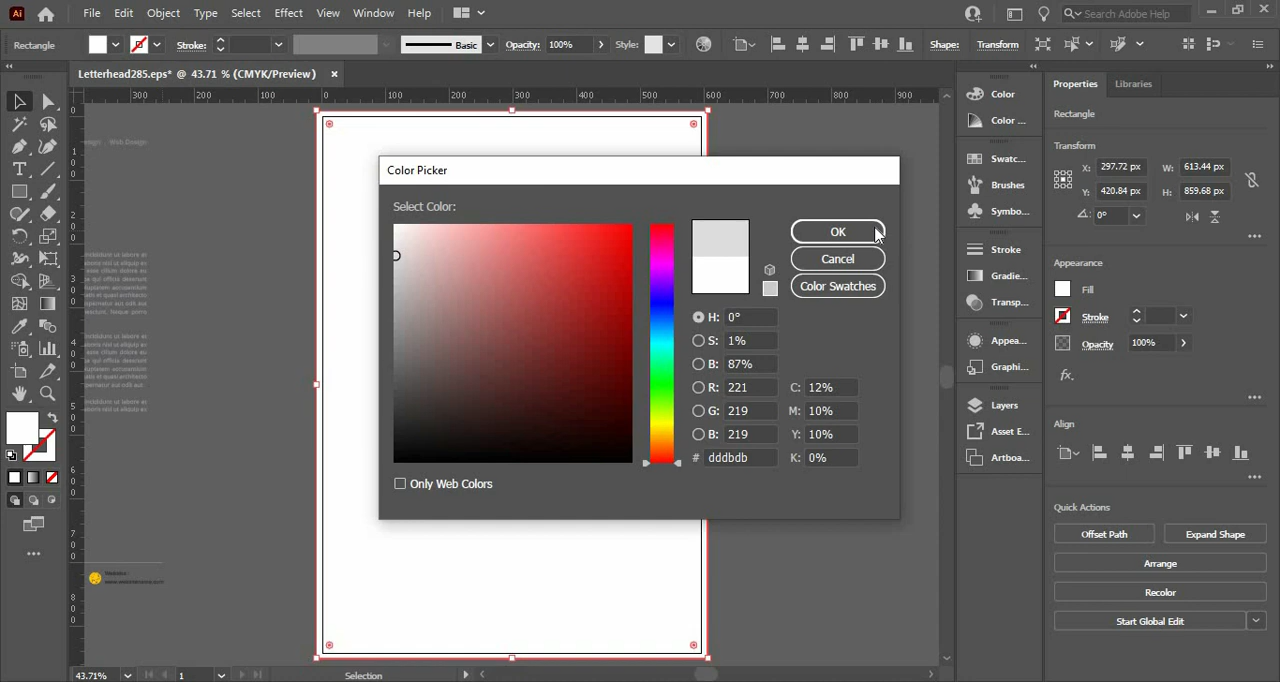 Ai File Edit Object Type Select Effect View Window Help Search Adobe Help
Rectangle Stroke: Basic Opacity: 100% Style: Shape: Transform
Letterhead285.eps* @ 43.71 % (CMYK/Preview) ×
300 200 100 0 100 200 300 400 500 600 700 800 900
Color
Color ...
Swatc...
Brushes
Symbo...
Stroke
Gradie...
Transp...
Appea...
Graphi...
Layers
Asset E...
Artboa...
Properties Libraries
Rectangle
Transform
X: 297.72 px W: 613.44 px
Y: 420.84 px H: 859.68 px
0°
Appearance
Fill
Stroke
Opacity 100%
fx.
Align
Quick Actions
Offset Path Expand Shape
Arrange
Recolor
Start Global Edit
Color Picker
Select Color:
OK
Cancel
Color Swatches
H: 0°
S: 1%
B: 87%
R: 221 C: 12%
G: 219 M: 10%
B: 219 Y: 10%
# dddbdb K: 0%
Only Web Colors
Web Design
43.71% 1 Selection